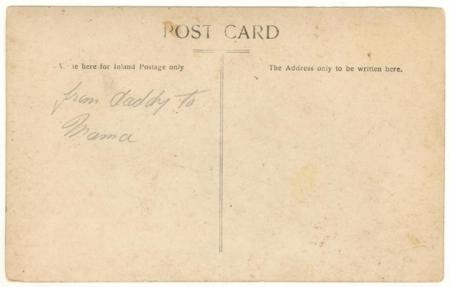 POST CARD
e here for Inland Postage only
The Address only to be written here.
from daddy to
Mama